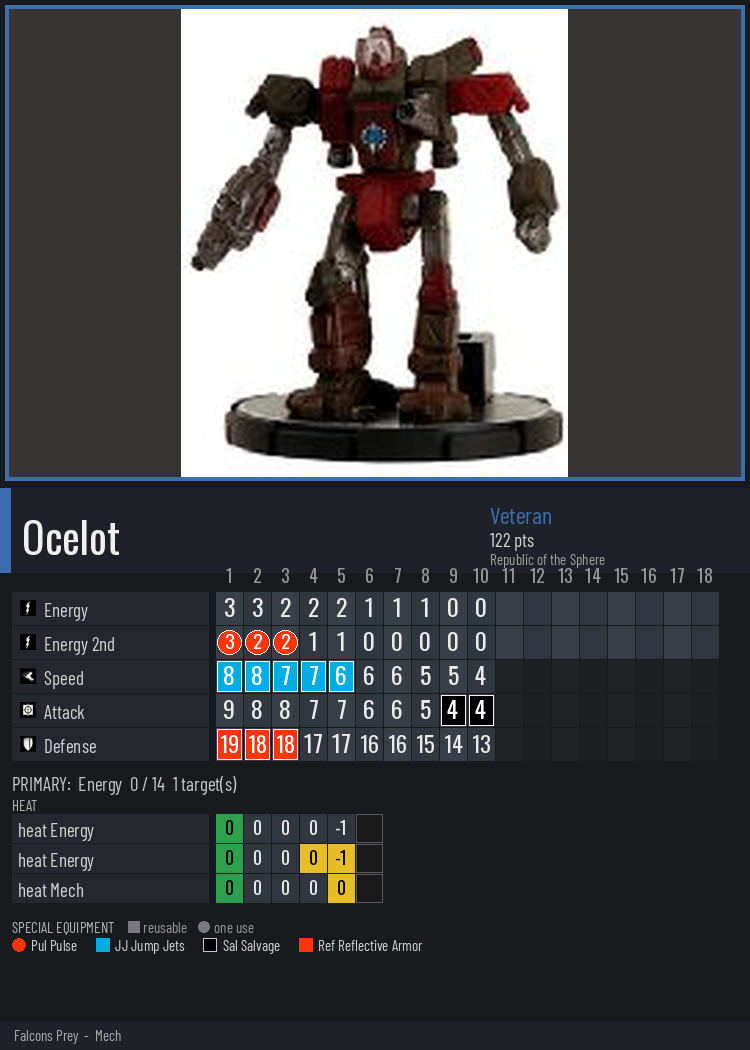 Ocelot
Veteran
122 pts
Republic of the Sphere
1 2 3 4 5 6 7 8 9 10 11 12 13 14 15 16 17 18
Energy 3 3 2 2 2 1 1 1 0 0
Energy 2nd 3 2 2 1 1 0 0 0 0 0
Speed 8 8 7 7 6 6 6 5 5 4
Attack 9 8 8 7 7 6 6 5 4 4
Defense 19 18 18 17 17 16 16 15 14 13
PRIMARY: Energy 0 / 14 1 target(s)
HEAT
heat Energy 0 0 0 0 -1
heat Energy 0 0 0 0 -1
heat Mech 0 0 0 0 0
SPECIAL EQUIPMENT reusable one use
Pul Pulse JJ Jump Jets Sal Salvage Ref Reflective Armor
Falcons Prey - Mech